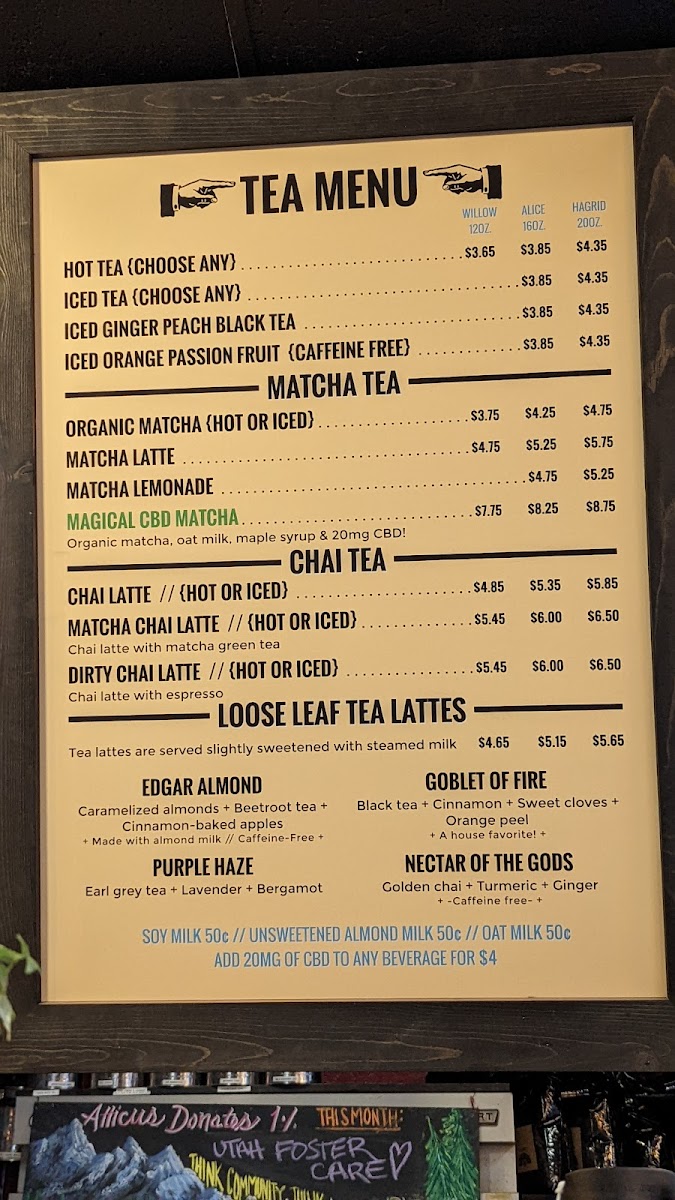 TEA MENU
WILLOW 12OZ. ALICE 16OZ. HAGRID 20OZ.
HOT TEA {CHOOSE ANY} $3.65 $3.85 $4.35
ICED TEA {CHOOSE ANY} $3.85 $4.35
ICED GINGER PEACH BLACK TEA $3.85 $4.35
ICED ORANGE PASSION FRUIT {CAFFEINE FREE} $3.85 $4.35
MATCHA TEA
ORGANIC MATCHA {HOT OR ICED} $3.75 $4.25 $4.75
MATCHA LATTE $4.75 $5.25 $5.75
MATCHA LEMONADE $4.75 $5.25
MAGICAL CBD MATCHA $7.75 $8.25 $8.75
Organic matcha, oat milk, maple syrup & 20mg CBD!
CHAI TEA
CHAI LATTE // {HOT OR ICED} $4.85 $5.35 $5.85
MATCHA CHAI LATTE // {HOT OR ICED} $5.45 $6.00 $6.50
Chai latte with matcha green tea
DIRTY CHAI LATTE // {HOT OR ICED} $5.45 $6.00 $6.50
Chai latte with espresso
LOOSE LEAF TEA LATTES
Tea lattes are served slightly sweetened with steamed milk $4.65 $5.15 $5.65
EDGAR ALMOND
Caramelized almonds + Beetroot tea +
Cinnamon-baked apples
+ Made with almond milk // Caffeine-Free +
GOBLET OF FIRE
Black tea + Cinnamon + Sweet cloves +
Orange peel
+ A house favorite! +
PURPLE HAZE
Earl grey tea + Lavender + Bergamot
NECTAR OF THE GODS
Golden chai + Turmeric + Ginger
+ -Caffeine free- +
SOY MILK 50¢ // UNSWEETENED ALMOND MILK 50¢ // OAT MILK 50¢
ADD 20MG OF CBD TO ANY BEVERAGE FOR $4
Atticus Donates 1% THIS MONTH:
UTAH FOSTER
CARE
THINK COMMUNITY, THINK